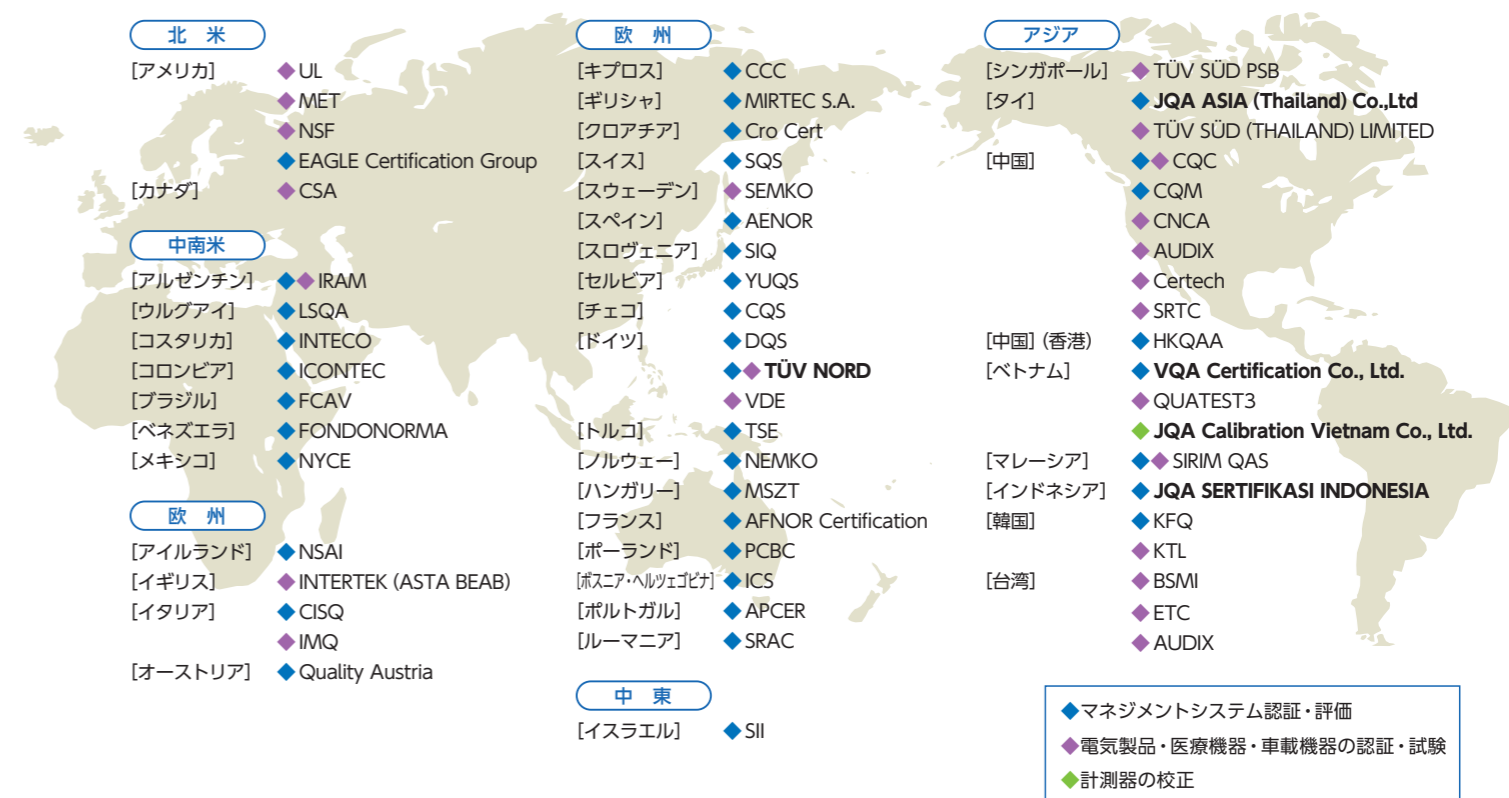 北 米
[アメリカ] ◆UL
◆MET
◆NSF
◆EAGLE Certification Group
[カナダ] ◆CSA
中南米
[アルゼンチン] ◆◆IRAM
[ウルグアイ] ◆LSQA
[コスタリカ] ◆INTECO
[コロンビア] ◆ICONTEC
[ブラジル] ◆FCAV
[ベネズエラ] ◆FONDONORMA
[メキシコ] ◆NYCE
欧 州
[アイルランド] ◆NSAI
[イギリス] ◆INTERTEK (ASTA BEAB)
[イタリア] ◆CISQ
◆IMQ
[オーストリア] ◆Quality Austria
欧 州
[キプロス] ◆CCC
[ギリシャ] ◆MIRTEC S.A.
[クロアチア] ◆Cro Cert
[スイス] ◆SQS
[スウェーデン] ◆SEMKO
[スペイン] ◆AENOR
[スロヴェニア] ◆SIQ
[セルビア] ◆YUQS
[チェコ] ◆CQS
[ドイツ] ◆DQS
◆◆TÜV NORD
◆VDE
[トルコ] ◆TSE
[ノルウェー] ◆NEMKO
[ハンガリー] ◆MSZT
[フランス] ◆AFNOR Certification
[ポーランド] ◆PCBC
[ボスニア・ヘルツェゴビナ] ◆ICS
[ポルトガル] ◆APCER
[ルーマニア] ◆SRAC
中 東
[イスラエル] ◆SII
アジア
[シンガポール] ◆TÜV SÜD PSB
[タイ] ◆JQA ASIA (Thailand) Co.,Ltd
◆TÜV SÜD (THAILAND) LIMITED
[中国] ◆◆CQC
◆CQM
◆CNCA
◆AUDIX
◆Certech
◆SRTC
[中国] (香港) ◆HKQAA
[ベトナム] ◆VQA Certification Co., Ltd.
◆QUATEST3
◆JQA Calibration Vietnam Co., Ltd.
[マレーシア] ◆◆SIRIM QAS
[インドネシア] ◆JQA SERTIFIKASI INDONESIA
[韓国] ◆KFQ
◆KTL
[台湾] ◆BSMI
◆ETC
◆AUDIX
◆マネジメントシステム認証・評価
◆電気製品・医療機器・車載機器の認証・試験
◆計測器の校正